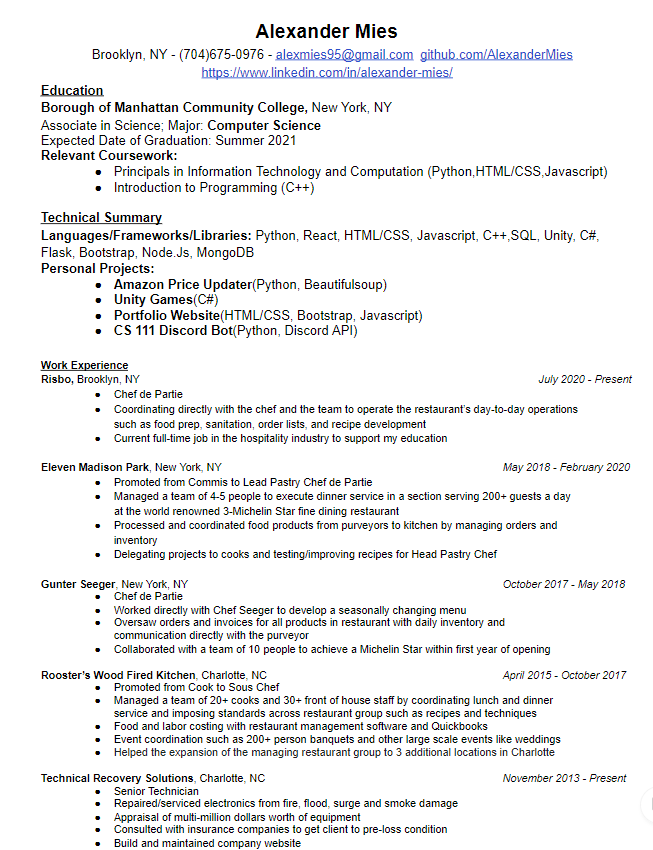 Alexander Mies
Brooklyn, NY - (704)675-0976 - alexmies95@gmail.com github.com/AlexanderMies
https://www.linkedin.com/in/alexander-mies/
Education
Borough of Manhattan Community College, New York, NY
Associate in Science; Major: Computer Science
Expected Date of Graduation: Summer 2021
Relevant Coursework:
● Principals in Information Technology and Computation (Python,HTML/CSS,Javascript)
● Introduction to Programming (C++)
Technical Summary
Languages/Frameworks/Libraries: Python, React, HTML/CSS, Javascript, C++,SQL, Unity, C#,
Flask, Bootstrap, Node.Js, MongoDB
Personal Projects:
● Amazon Price Updater(Python, Beautifulsoup)
● Unity Games(C#)
● Portfolio Website(HTML/CSS, Bootstrap, Javascript)
● CS 111 Discord Bot(Python, Discord API)
Work Experience
Risbo, Brooklyn, NY July 2020 - Present
● Chef de Partie
● Coordinating directly with the chef and the team to operate the restaurant's day-to-day operations
such as food prep, sanitation, order lists, and recipe development
● Current full-time job in the hospitality industry to support my education
Eleven Madison Park, New York, NY May 2018 - February 2020
● Promoted from Commis to Lead Pastry Chef de Partie
● Managed a team of 4-5 people to execute dinner service in a section serving 200+ guests a day
at the world renowned 3-Michelin Star fine dining restaurant
● Processed and coordinated food products from purveyors to kitchen by managing orders and
inventory
● Delegating projects to cooks and testing/improving recipes for Head Pastry Chef
Gunter Seeger, New York, NY October 2017 - May 2018
● Chef de Partie
● Worked directly with Chef Seeger to develop a seasonally changing menu
● Oversaw orders and invoices for all products in restaurant with daily inventory and
communication directly with the purveyor
● Collaborated with a team of 10 people to achieve a Michelin Star within first year of opening
Rooster's Wood Fired Kitchen, Charlotte, NC April 2015 - October 2017
● Promoted from Cook to Sous Chef
● Managed a team of 20+ cooks and 30+ front of house staff by coordinating lunch and dinner
service and imposing standards across restaurant group such as recipes and techniques
● Food and labor costing with restaurant management software and Quickbooks
● Event coordination such as 200+ person banquets and other large scale events like weddings
● Helped the expansion of the managing restaurant group to 3 additional locations in Charlotte
Technical Recovery Solutions, Charlotte, NC November 2013 - Present
● Senior Technician
● Repaired/serviced electronics from fire, flood, surge and smoke damage
● Appraisal of multi-million dollars worth of equipment
● Consulted with insurance companies to get client to pre-loss condition
● Build and maintained company website